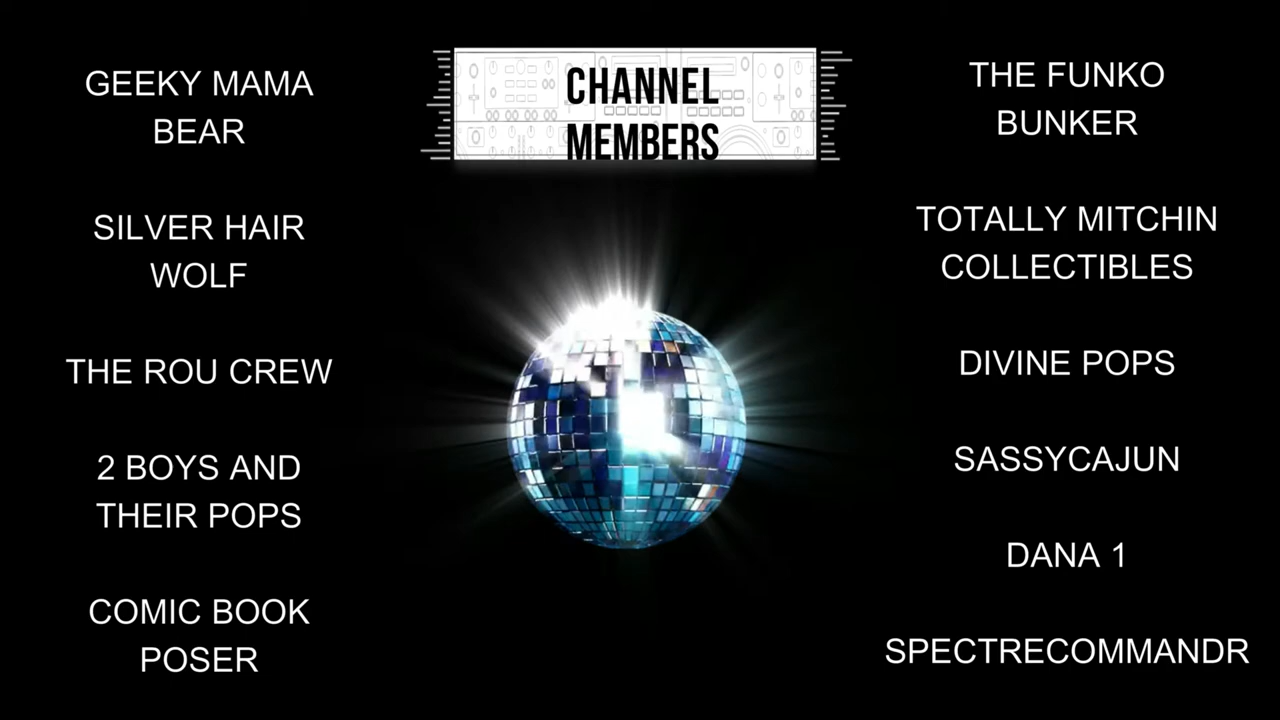 CHANNEL
MEMBERS
GEEKY MAMA
BEAR
SILVER HAIR
WOLF
THE ROU CREW
2 BOYS AND
THEIR POPS
COMIC BOOK
POSER
THE FUNKO
BUNKER
TOTALLY MITCHIN
COLLECTIBLES
DIVINE POPS
SASSYCAJUN
DANA 1
SPECTRECOMMANDR